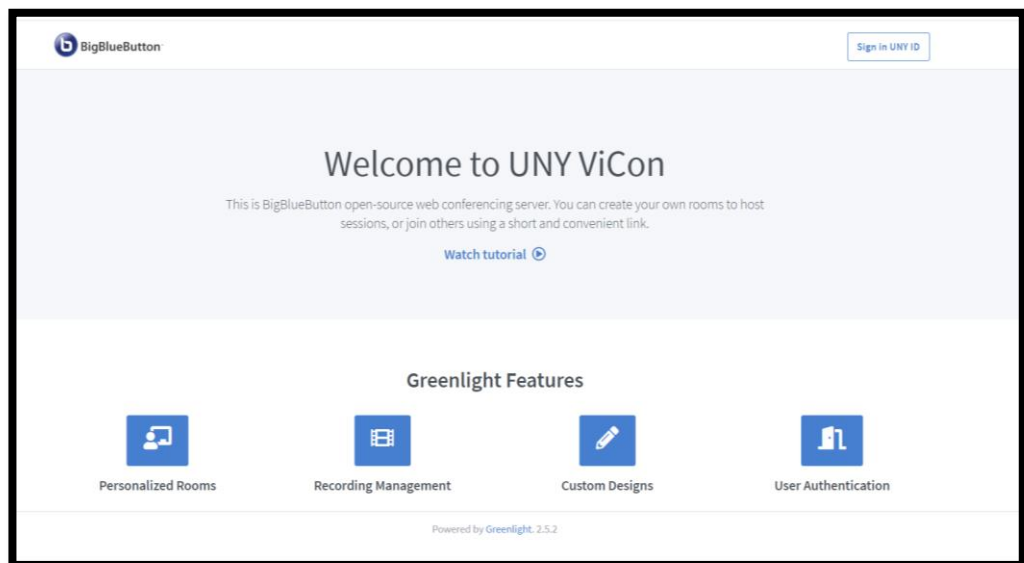 BigBlueButton
Sign in UNY ID
Welcome to UNY ViCon
This is BigBlueButton open-source web conferencing server. You can create your own rooms to host
sessions, or join others using a short and convenient link.
Watch tutorial
Greenlight Features
Personalized Rooms
Recording Management
Custom Designs
User Authentication
Powered by Greenlight. 2.5.2